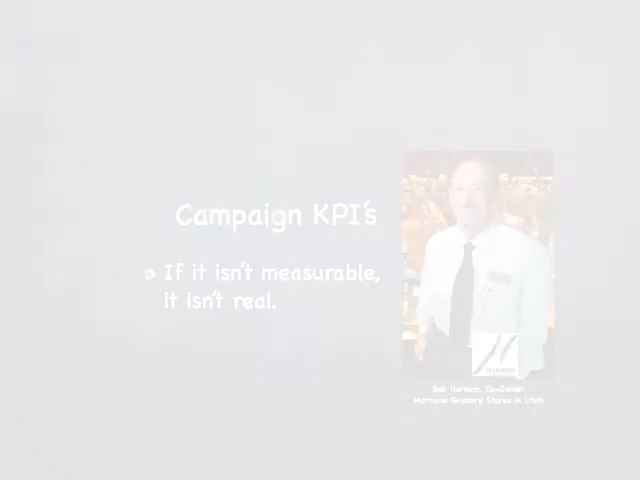 Campaign KPI's
If it isn't measurable,
it isn't real.
Bob Harmon, Co-Owner
Harmons Grocery Stores in Utah